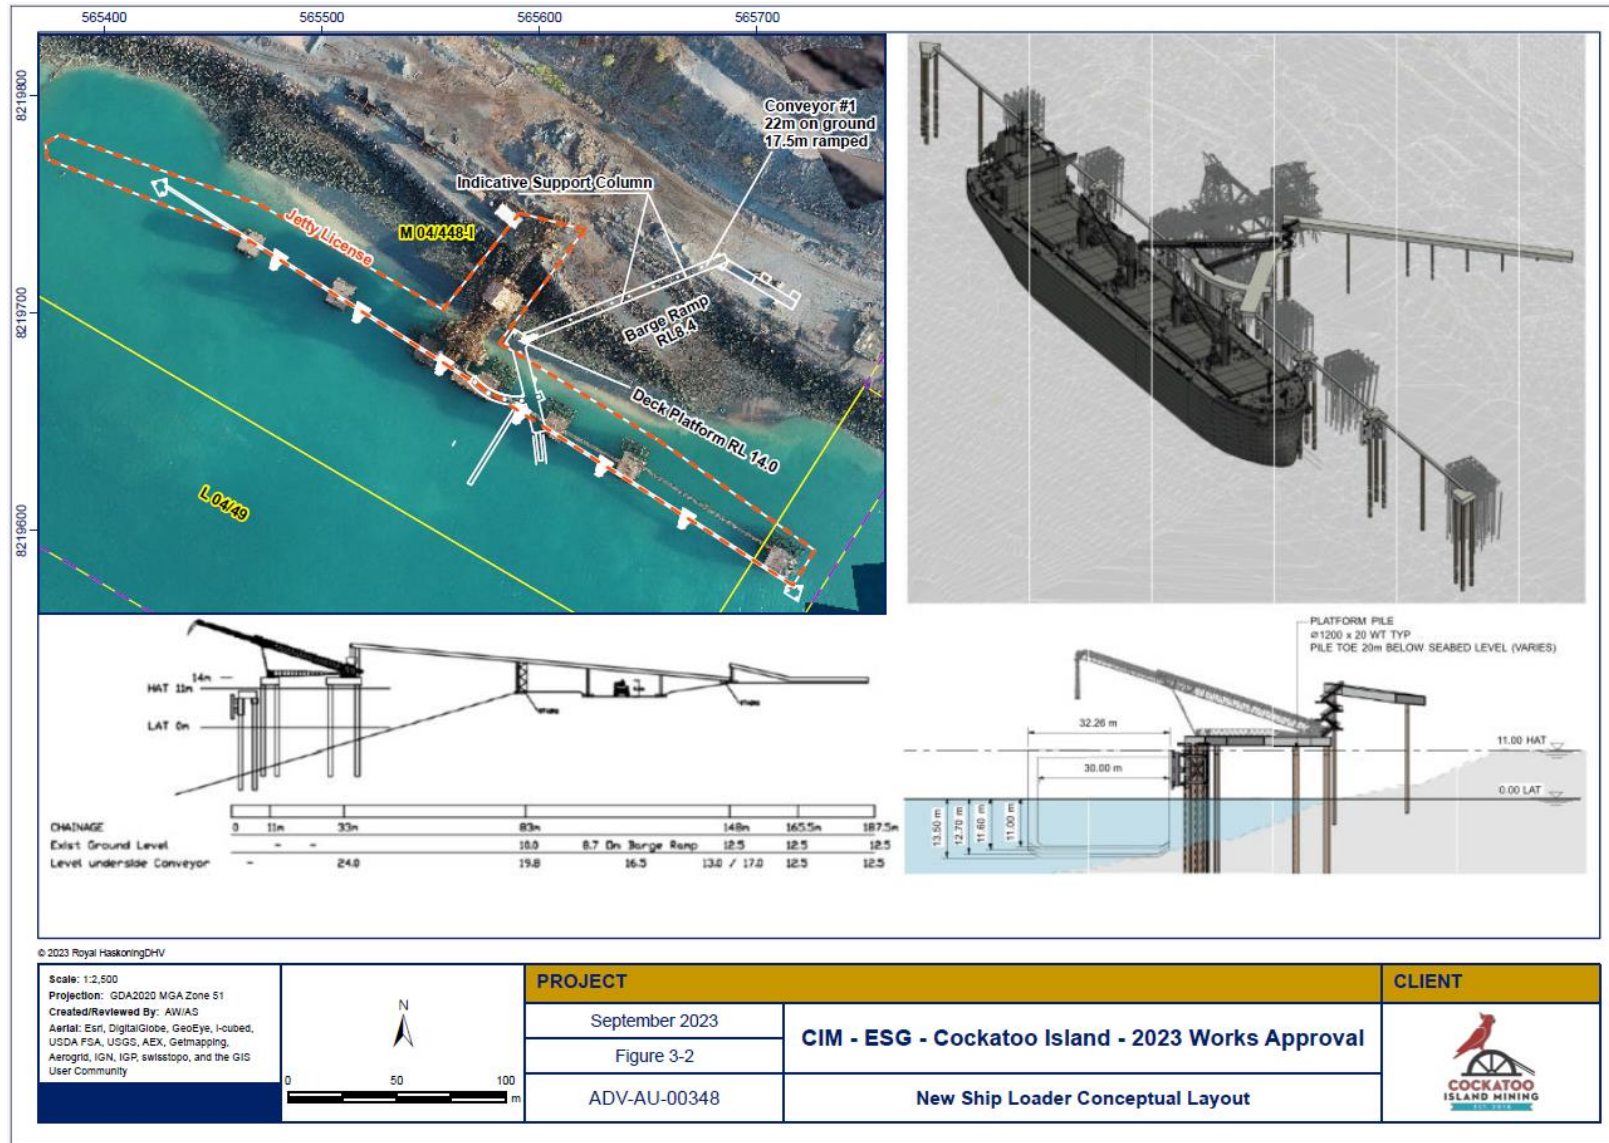 565400
565500
565600
565700
8219800
8219700
8219600
Conveyor #1
22m on ground
17.5m ramped
Indicative Support Column
Jetty License
M 04/448-I
Barge Ramp
RL8.4
Deck Platform RL 14.0
L 04/49
14m
HAT 11m
LAT 0m
CHAINAGE 0 11m 33m 83m 148m 165.5m 187.5m
Exist Ground Level - - 10.0 8.7 On Barge Ramp 12.5 12.5 12.5
Level underside Conveyor - 24.0 19.8 16.5 13.0 / 17.0 12.5 12.5
PLATFORM PILE
Ø1200 x 20 WT TYP
PILE TOE 20m BELOW SEABED LEVEL (VARIES)
32.26 m
30.00 m
11.00 HAT
0.00 LAT
13.50 m
12.70 m
11.60 m
11.00 m
© 2023 Royal HaskoningDHV
Scale: 1:2,500
Projection: GDA2020 MGA Zone 51
Created/Reviewed By: AW/AS
Aerial: Esri, DigitalGlobe, GeoEye, i-cubed,
USDA FSA, USGS, AEX, Getmapping,
Aerogrid, IGN, IGP, swisstopo, and the GIS
User Community
N
0 50 100
m
PROJECT
September 2023
Figure 3-2
ADV-AU-00348
CIM - ESG - Cockatoo Island - 2023 Works Approval
New Ship Loader Conceptual Layout
CLIENT
COCKATOO
ISLAND MINING